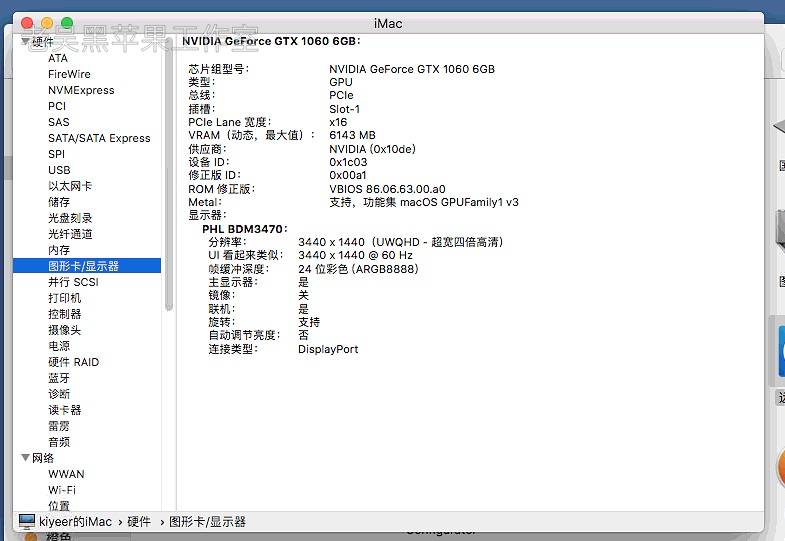 iMac
老吴黑苹果工作室
硬件
ATA
FireWire
NVMExpress
PCI
SAS
SATA/SATA Express
SPI
USB
以太网卡
储存
光盘刻录
光纤通道
内存
图形卡/显示器
并行 SCSI
打印机
控制器
摄像头
电源
硬件 RAID
蓝牙
诊断
读卡器
雷雳
音频
网络
WWAN
Wi-Fi
位置
NVIDIA GeForce GTX 1060 6GB：
芯片组型号： NVIDIA GeForce GTX 1060 6GB
类型： GPU
总线： PCIe
插槽： Slot-1
PCIe Lane 宽度： x16
VRAM（动态，最大值）： 6143 MB
供应商： NVIDIA (0x10de)
设备 ID： 0x1c03
修正版 ID： 0x00a1
ROM 修正版： VBIOS 86.06.63.00.a0
Metal： 支持，功能集 macOS GPUFamily1 v3
显示器：
PHL BDM3470：
分辨率： 3440 x 1440（UWQHD - 超宽四倍高清）
UI 看起来类似： 3440 x 1440 @ 60 Hz
帧缓冲深度： 24 位彩色 (ARGB8888)
主显示器： 是
镜像： 关
联机： 是
旋转： 支持
自动调节亮度： 否
连接类型： DisplayPort
kiyeer的iMac › 硬件 › 图形卡/显示器
橙色